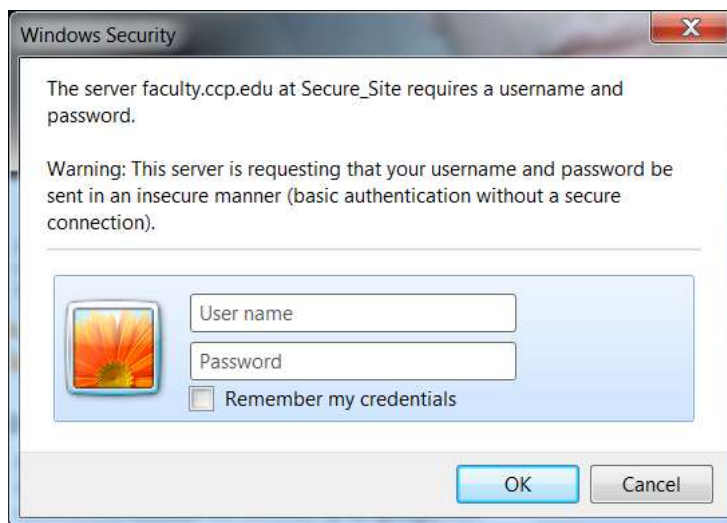 Windows Security
The server faculty.ccp.edu at Secure_Site requires a username and
password.
Warning: This server is requesting that your username and password be
sent in an insecure manner (basic authentication without a secure
connection).
User name
Password
Remember my credentials
OK
Cancel